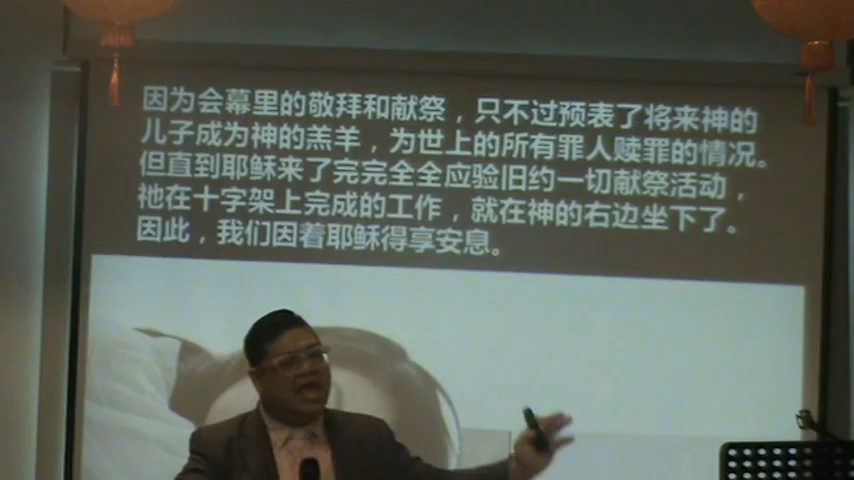 因为会幕里的敬拜和献祭，只不过预表了将来神的
儿子成为神的羔羊，为世上的所有罪人赎罪的情况。
但直到耶稣来了完完全全应验旧约一切献祭活动，
祂在十字架上完成的工作，就在神的右边坐下了。
因此，我们因着耶稣得享安息。